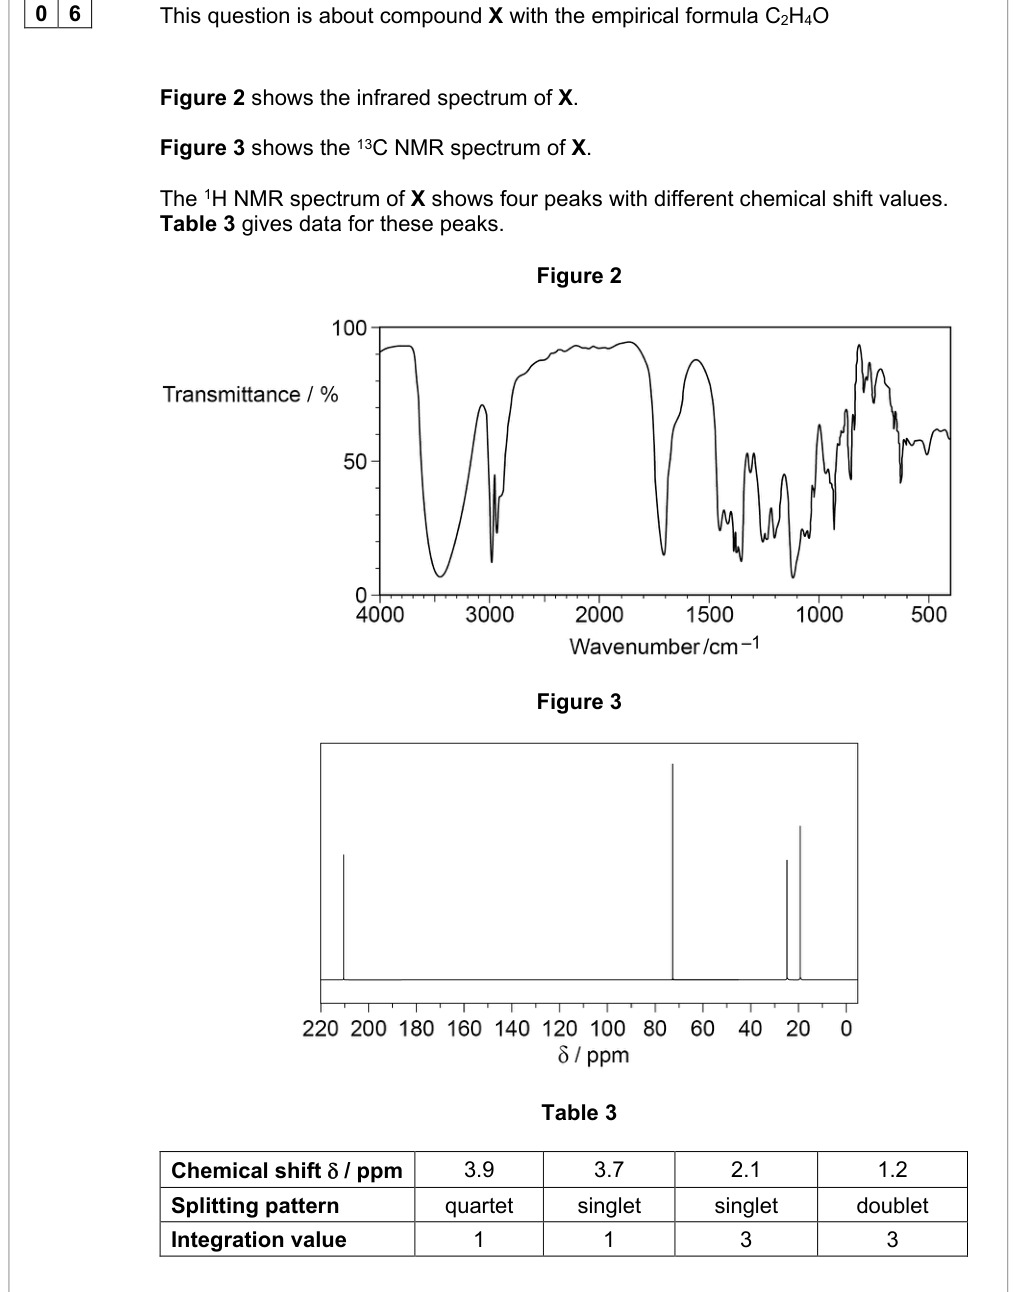 0 6 This question is about compound X with the empirical formula C₂H₄O
Figure 2 shows the infrared spectrum of X.
Figure 3 shows the ¹³C NMR spectrum of X.
The ¹H NMR spectrum of X shows four peaks with different chemical shift values.
Table 3 gives data for these peaks.
Figure 2
100
Transmittance / %
50
0
4000 3000 2000 1500 1000 500
Wavenumber /cm⁻¹
Figure 3
220 200 180 160 140 120 100 80 60 40 20 0
δ / ppm
Table 3
Chemical shift δ / ppm 3.9 3.7 2.1 1.2
Splitting pattern quartet singlet singlet doublet
Integration value 1 1 3 3